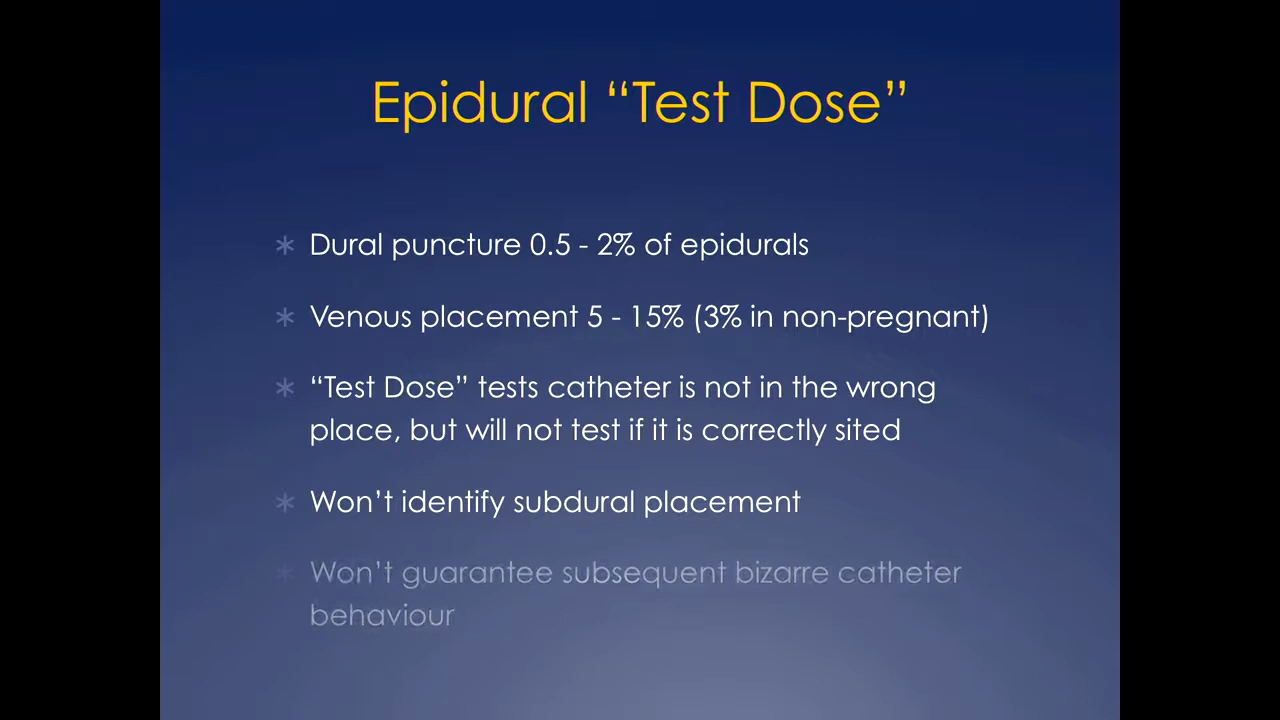 Epidural “Test Dose”
Dural puncture 0.5 - 2% of epidurals
Venous placement 5 - 15% (3% in non-pregnant)
“Test Dose” tests catheter is not in the wrong
place, but will not test if it is correctly sited
Won’t identify subdural placement
Won’t guarantee subsequent bizarre catheter
behaviour